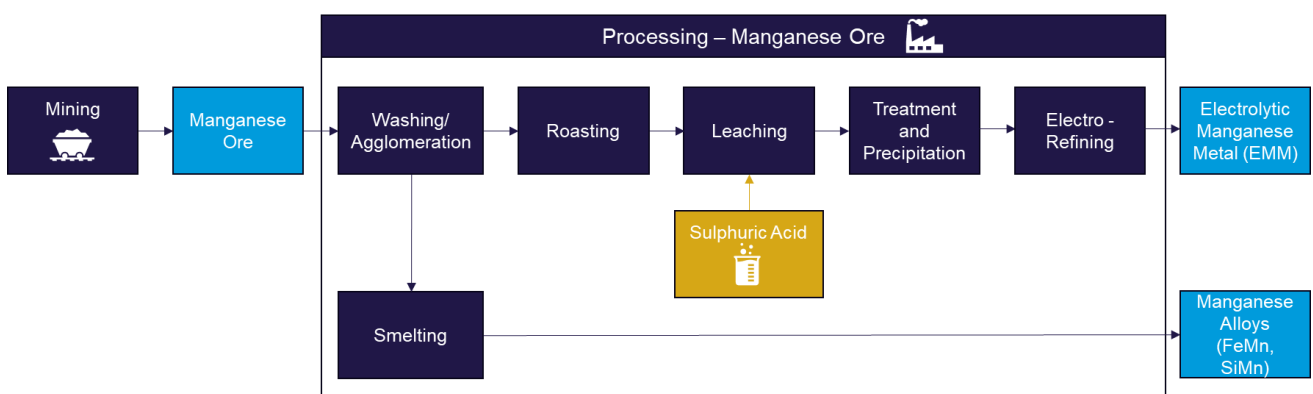 Processing – Manganese Ore
Mining
Manganese
Ore
Washing/
Agglomeration
Roasting
Leaching
Treatment
and
Precipitation
Electro -
Refining
Electrolytic
Manganese
Metal (EMM)
Sulphuric Acid
Smelting
Manganese
Alloys
(FeMn,
SiMn)